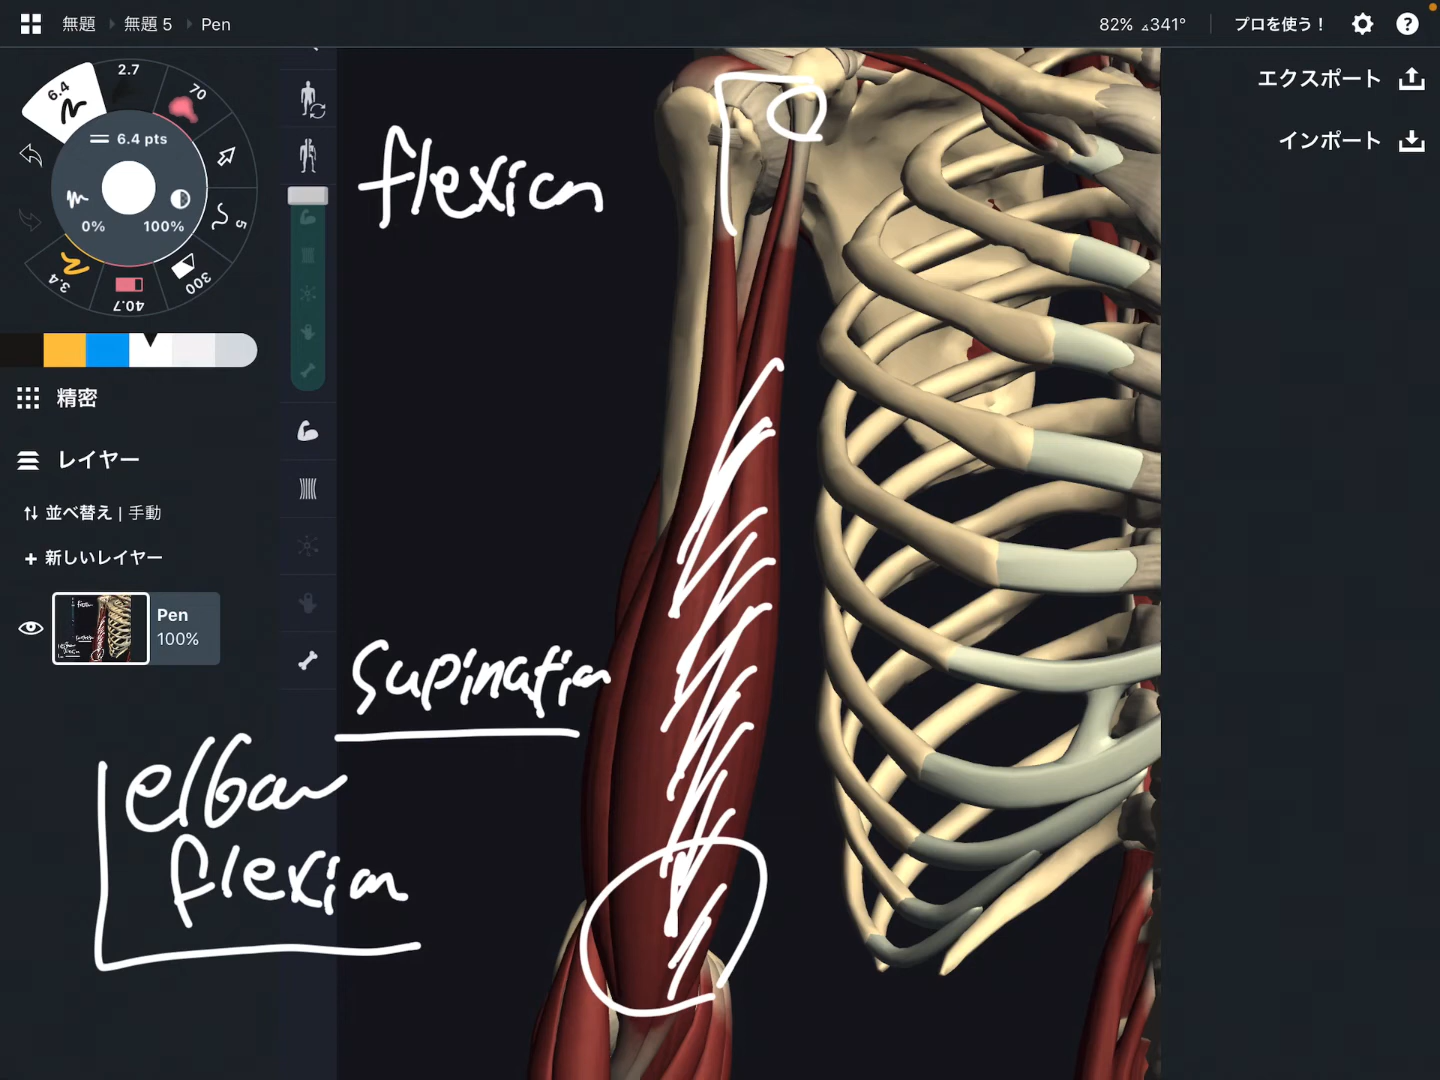 無題 無題 5 Pen
82% ∡341° プロを使う！
エクスポート
インポート
2.7
6.4
70
6.4 pts
0% 100%
5
300
40.7
3.4
精密
レイヤー
並べ替え | 手動
+ 新しいレイヤー
Pen
100%
flexion
supination
elbow
flexion